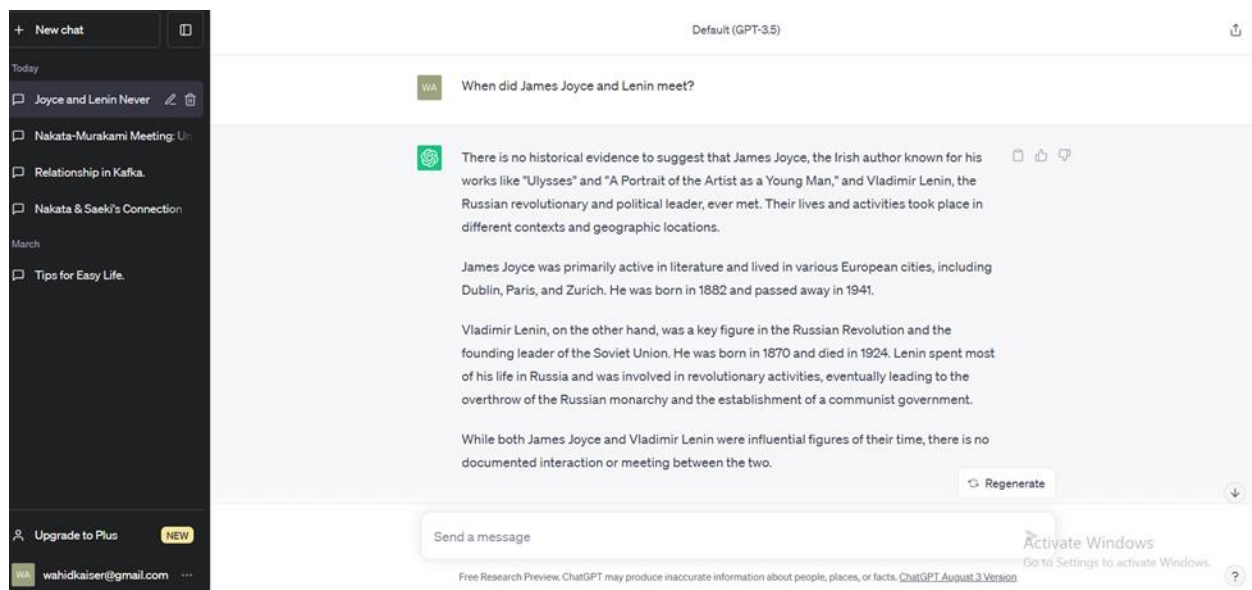 + New chat
Default (GPT-3.5)
Today
Joyce and Lenin Never
Nakata-Murakami Meeting: Un
Relationship in Kafka.
Nakata & Saeki's Connection
March
Tips for Easy Life.
Upgrade to Plus NEW
WA wahidkaiser@gmail.com ...
WA When did James Joyce and Lenin meet?
There is no historical evidence to suggest that James Joyce, the Irish author known for his
works like "Ulysses" and "A Portrait of the Artist as a Young Man," and Vladimir Lenin, the
Russian revolutionary and political leader, ever met. Their lives and activities took place in
different contexts and geographic locations.
James Joyce was primarily active in literature and lived in various European cities, including
Dublin, Paris, and Zurich. He was born in 1882 and passed away in 1941.
Vladimir Lenin, on the other hand, was a key figure in the Russian Revolution and the
founding leader of the Soviet Union. He was born in 1870 and died in 1924. Lenin spent most
of his life in Russia and was involved in revolutionary activities, eventually leading to the
overthrow of the Russian monarchy and the establishment of a communist government.
While both James Joyce and Vladimir Lenin were influential figures of their time, there is no
documented interaction or meeting between the two.
Regenerate
Send a message
Activate Windows
Go to Settings to activate Windows.
Free Research Preview. ChatGPT may produce inaccurate information about people, places, or facts. ChatGPT August 3 Version
?